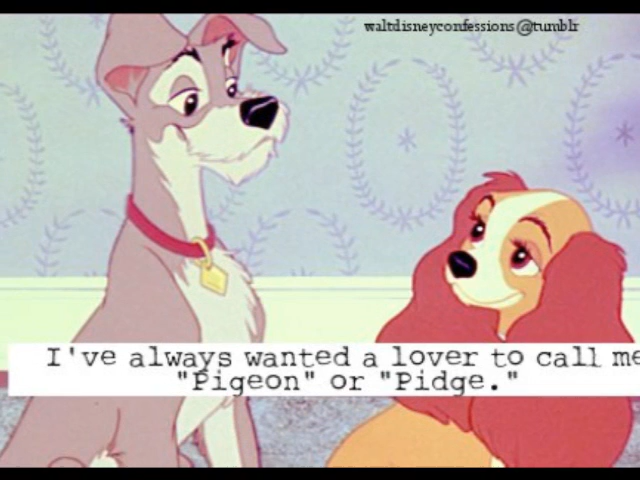 waltdisneyconfessions@tumblr
I've always wanted a lover to call me
"Pigeon" or "Pidge."